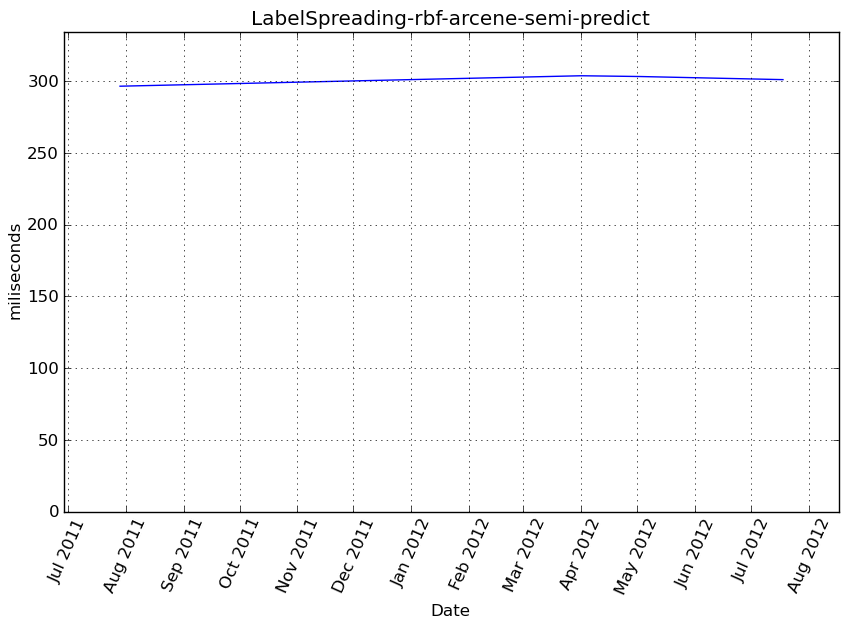 LabelSpreading-rbf-arcene-semi-predict
miliseconds
300
250
200
150
100
50
0
Jul 2011
Aug 2011
Sep 2011
Oct 2011
Nov 2011
Dec 2011
Jan 2012
Feb 2012
Mar 2012
Apr 2012
May 2012
Jun 2012
Jul 2012
Aug 2012
Date